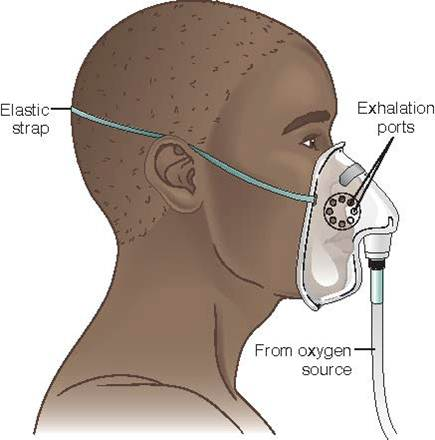 Elastic
strap
Exhalation
ports
From oxygen
source